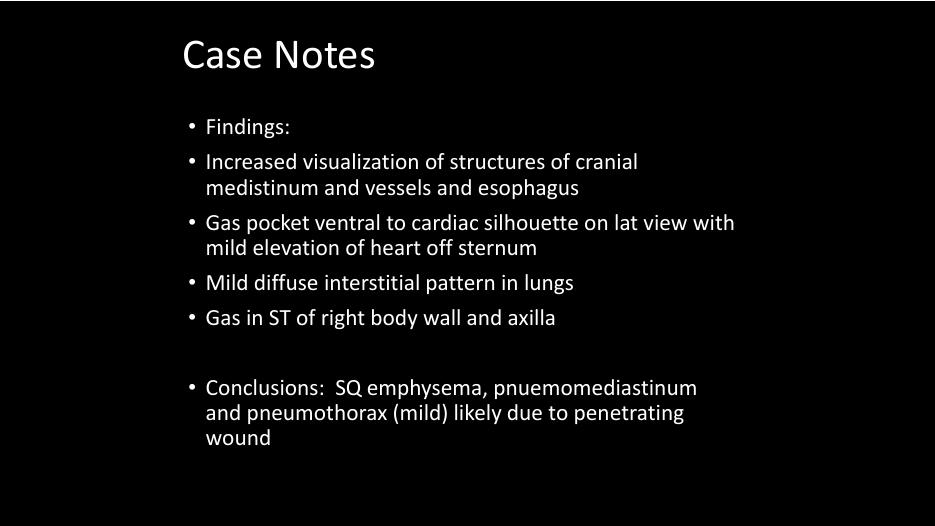 Case Notes
• Findings:
• Increased visualization of structures of cranial
medistinum and vessels and esophagus
• Gas pocket ventral to cardiac silhouette on lat view with
mild elevation of heart off sternum
• Mild diffuse interstitial pattern in lungs
• Gas in ST of right body wall and axilla
• Conclusions:  SQ emphysema, pnuemomediastinum
and pneumothorax (mild) likely due to penetrating
wound